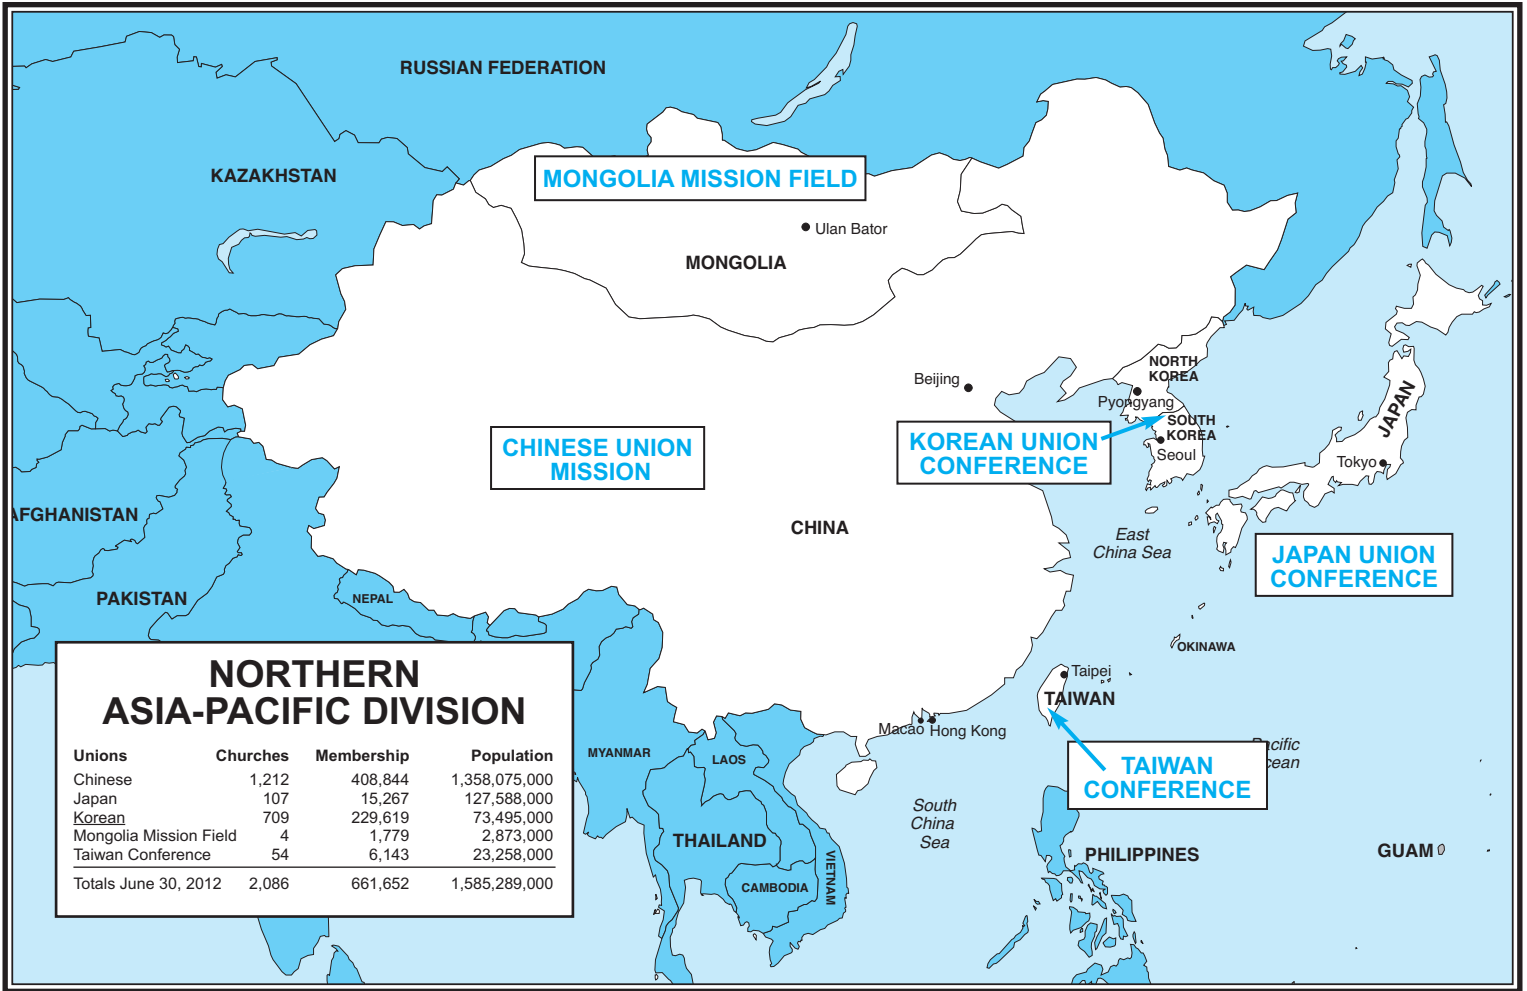 RUSSIAN FEDERATION
KAZAKHSTAN
MONGOLIA MISSION FIELD
Ulan Bator
MONGOLIA
NORTH
KOREA
Beijing
Pyongyang
SOUTH
KOREA
Seoul
JAPAN
Tokyo
KOREAN UNION
CONFERENCE
CHINESE UNION
MISSION
AFGHANISTAN
CHINA
East
China Sea
JAPAN UNION
CONFERENCE
PAKISTAN
NEPAL
OKINAWA
Taipei
TAIWAN
Macao
Hong Kong
MYANMAR
LAOS
TAIWAN
CONFERENCE
Pacific
Ocean
South
China
Sea
THAILAND
VIETNAM
CAMBODIA
PHILIPPINES
GUAM
NORTHERN
ASIA-PACIFIC DIVISION
Unions Churches Membership Population
Chinese 1,212 408,844 1,358,075,000
Japan 107 15,267 127,588,000
Korean 709 229,619 73,495,000
Mongolia Mission Field 4 1,779 2,873,000
Taiwan Conference 54 6,143 23,258,000
Totals June 30, 2012 2,086 661,652 1,585,289,000